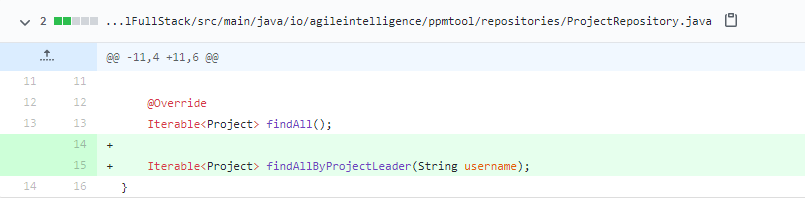 2 ...lFullStack/src/main/java/io/agileintelligence/ppmtool/repositories/ProjectRepository.java
@@ -11,4 +11,6 @@
11 11
12 12 @Override
13 13 Iterable<Project> findAll();
14 +
15 + Iterable<Project> findAllByProjectLeader(String username);
14 16 }